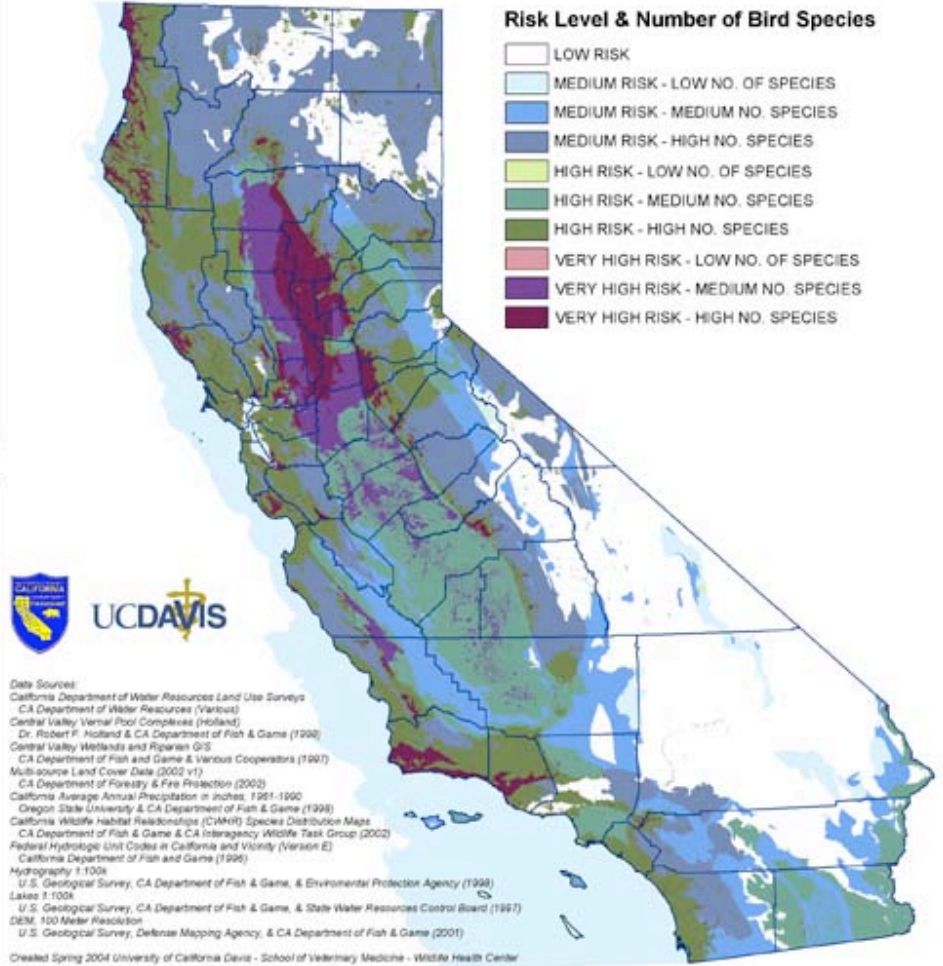 Risk Level & Number of Bird Species
LOW RISK
MEDIUM RISK - LOW NO. OF SPECIES
MEDIUM RISK - MEDIUM NO. SPECIES
MEDIUM RISK - HIGH NO. SPECIES
HIGH RISK - LOW NO. OF SPECIES
HIGH RISK - MEDIUM NO. SPECIES
HIGH RISK - HIGH NO. SPECIES
VERY HIGH RISK - LOW NO. OF SPECIES
VERY HIGH RISK - MEDIUM NO. SPECIES
VERY HIGH RISK - HIGH NO. SPECIES
CALIFORNIA
UCDAVIS
Data Sources:
California Department of Water Resources Land Use Surveys
CA Department of Water Resources (Various)
Central Valley Vernal Pool Complexes (Holland)
Dr. Robert F. Holland & CA Department of Fish & Game (1998)
Central Valley Wetlands and Riparian GIS
CA Department of Fish and Game & Various Cooperators (1997)
Multi-source Land Cover Data (2002 v1)
CA Department of Forestry & Fire Protection (2002)
California Average Annual Precipitation in inches, 1961-1990
Oregon State University & CA Department of Fish & Game (1998)
California Wildlife Habitat Relationships (CWHR) Species Distribution Maps
CA Department of Fish & Game & CA Interagency Wildlife Task Group (2002)
Federal Hydrologic Unit Codes in California and Vicinity (Version E)
California Department of Fish and Game (1996)
Hydrography 1:100k
U.S. Geological Survey, CA Department of Fish & Game, & Enviromental Protection Agency (1998)
Lakes 1:100k
U.S. Geological Survey, CA Department of Fish & Game, & State Water Resources Control Board (1997)
DEM, 100 Meter Resolution
U.S. Geological Survey, Defense Mapping Agency, & CA Department of Fish & Game (2001)
Created Spring 2004 University of California Davis - School of Veterinary Medicine - Wildlife Health Center